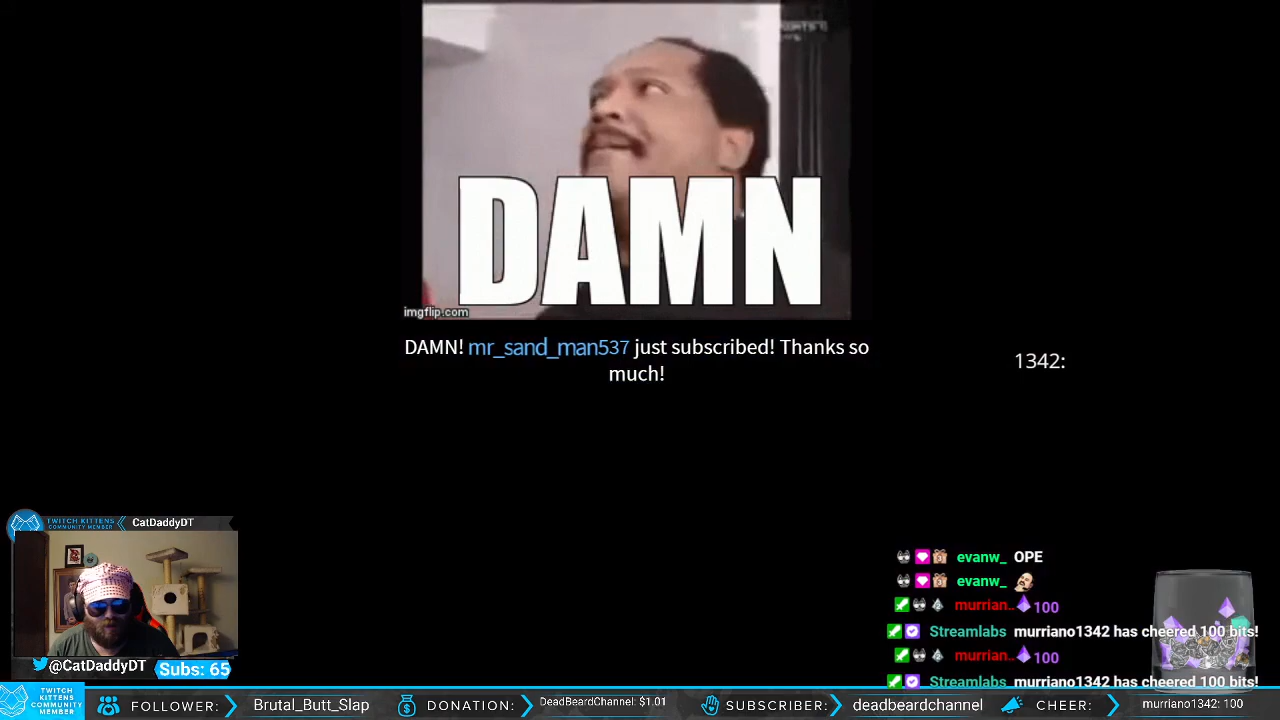 DAMN
imgflip.com
DAMN! mr_sand_man537 just subscribed! Thanks so
much!
1342:
TWITCH KITTENS
COMMUNITY MEMBER
CatDaddyDT
@CatDaddyDT
Subs: 65
evanw_ OPE
evanw_
murrian.. 100
Streamlabs murriano1342 has cheered 100 bits!
murrian.. 100
Streamlabs murriano1342 has cheered 100 bits!
TWITCH
KITTENS
COMMUNITY
MEMBER
FOLLOWER: Brutal_Butt_Slap
DONATION: DeadBeardChannel: $1.01
SUBSCRIBER: deadbeardchannel
CHEER: murriano1342: 100